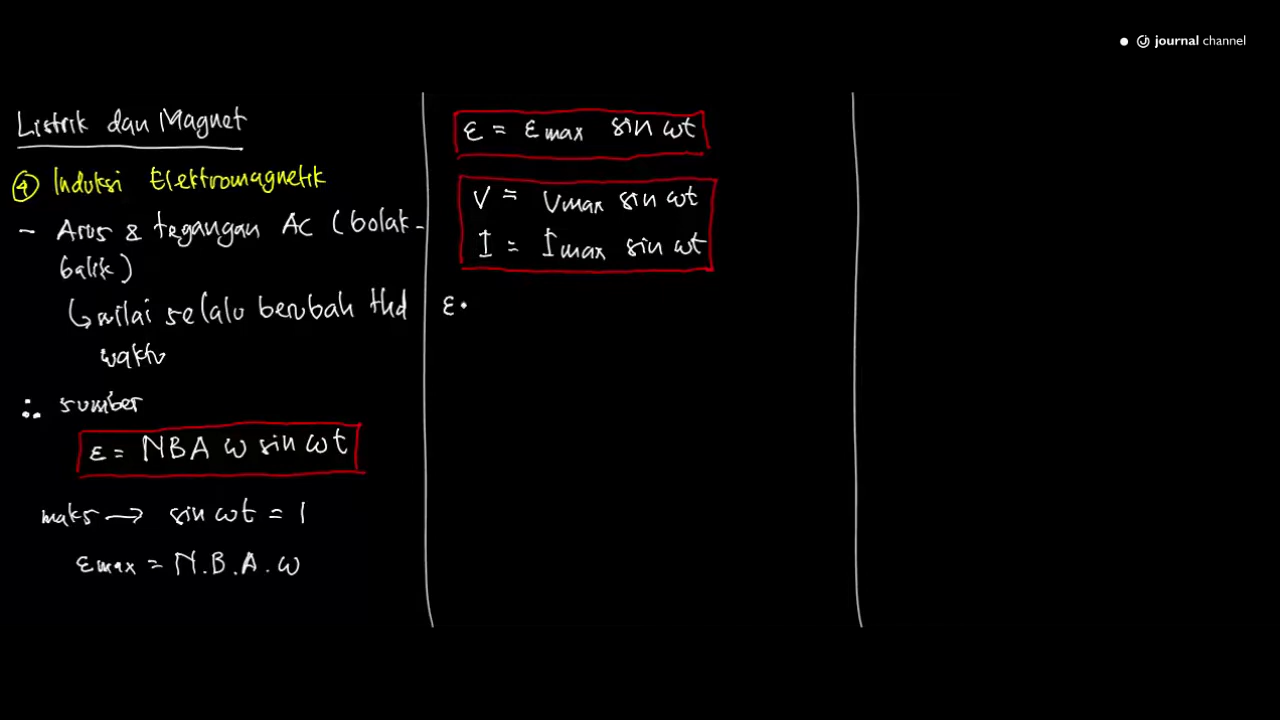 journal channel
Listrik dan Magnet
4 Induksi Elektromagnetik
- Arus & tegangan AC (bolak-
balik)
↳ nilai selalu berubah thd
waktu
∴ sumber
ε = NBA ω sin ωt
maks → sin ωt = 1
εmax = N.B.A.ω
ε = εmax sin ωt
V = Vmax sin ωt
I = Imax sin ωt
ε·